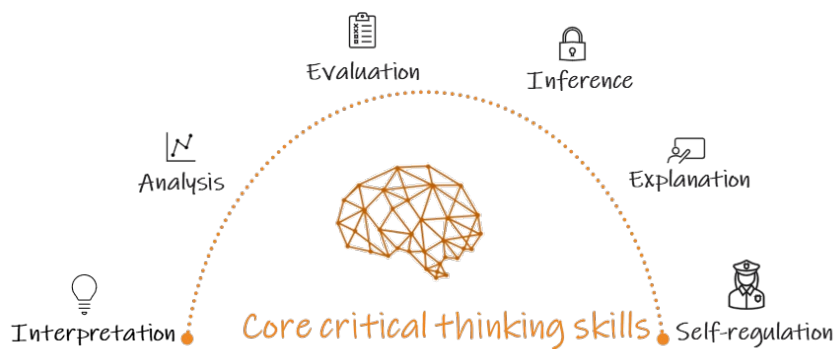 Evaluation
Inference
Analysis
Explanation
Interpretation
Core critical thinking skills
Self-regulation